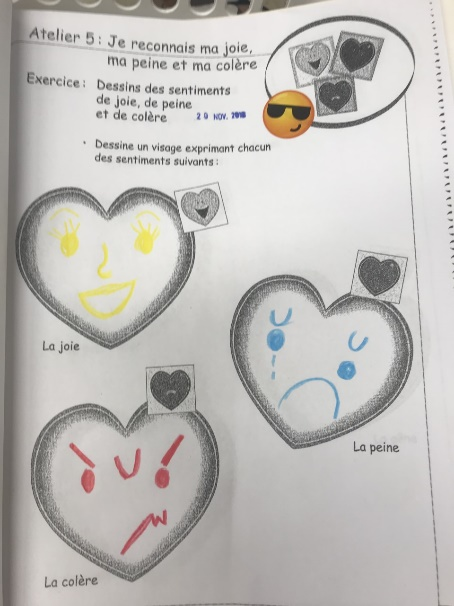 Atelier 5 : Je reconnais ma joie,
ma peine et ma colère
Exercice : Dessins des sentiments
de joie, de peine
et de colère 20 NOV. 2018
• Dessine un visage exprimant chacun
des sentiments suivants :
La joie
La peine
La colère